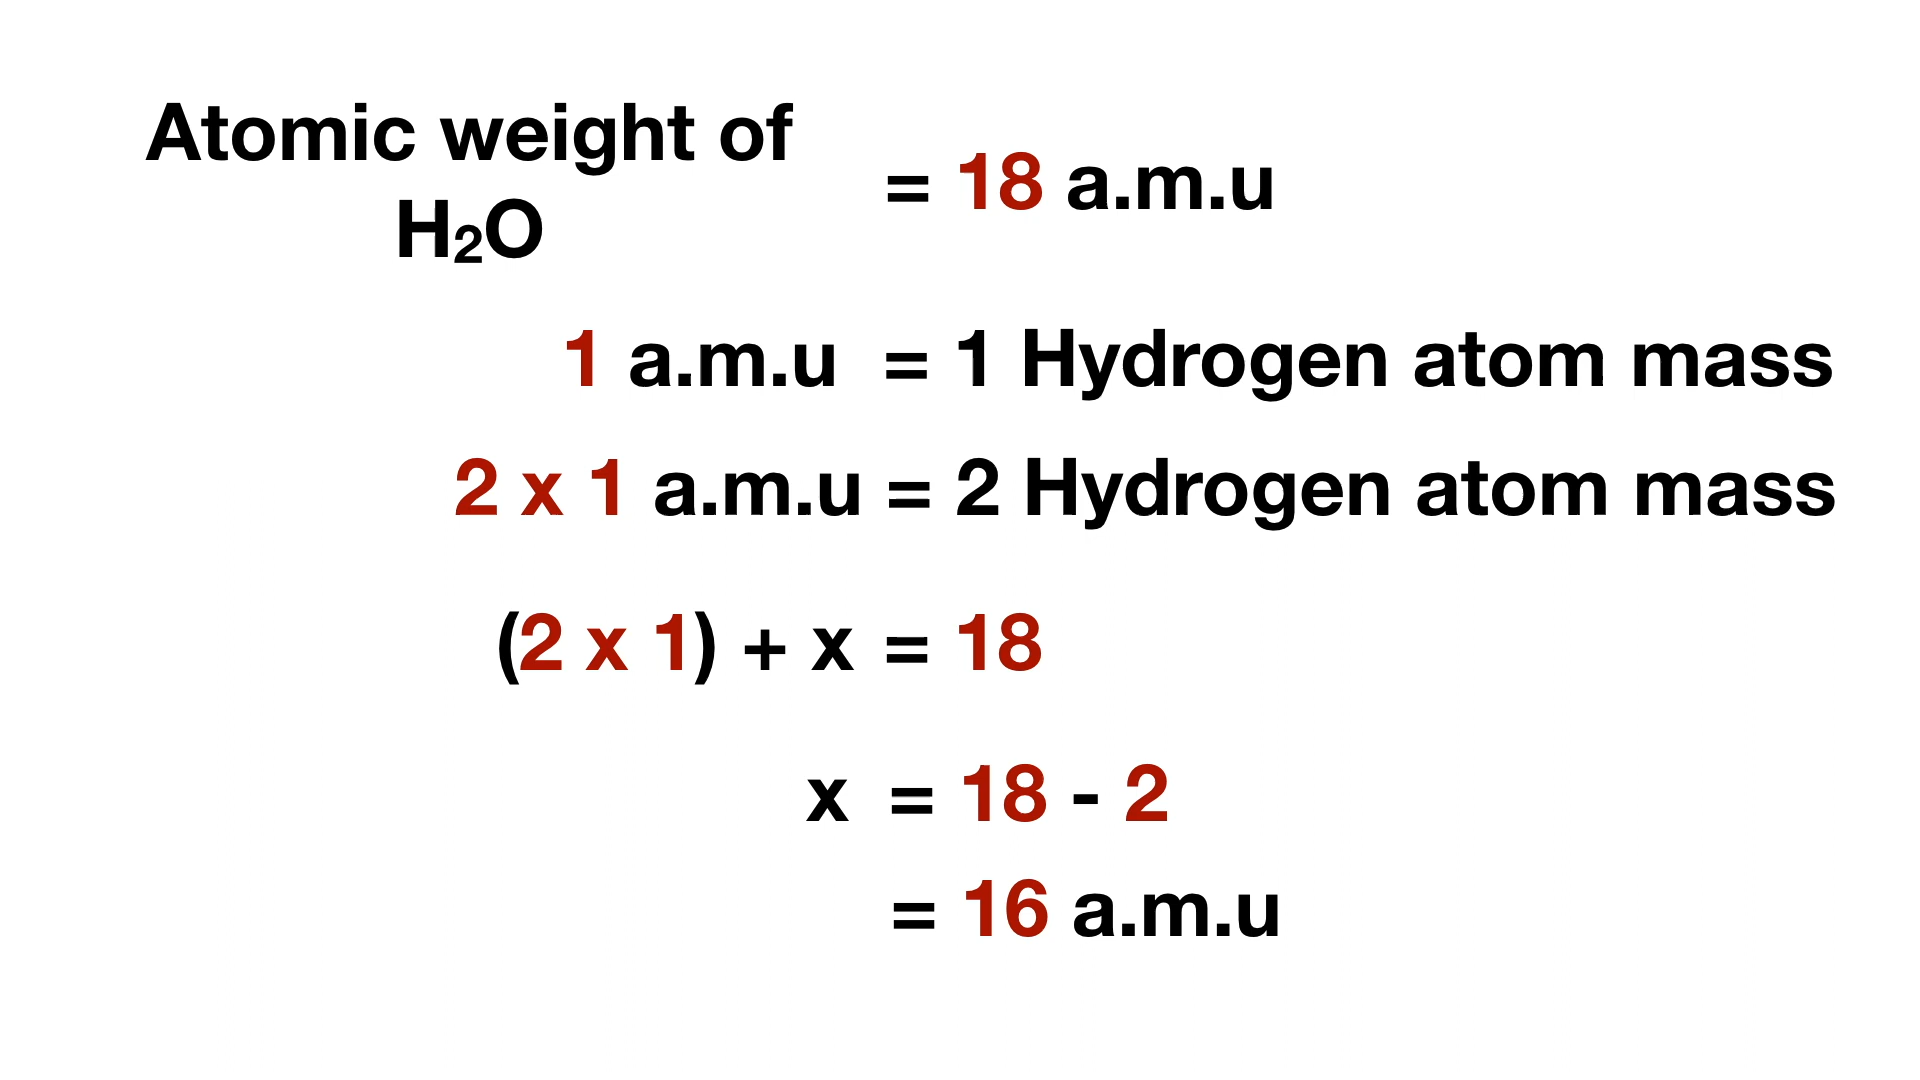 Atomic weight of
H₂O
= 18 a.m.u
1 a.m.u = 1 Hydrogen atom mass
2 x 1 a.m.u = 2 Hydrogen atom mass
(2 x 1) + x = 18
x = 18 - 2
= 16 a.m.u